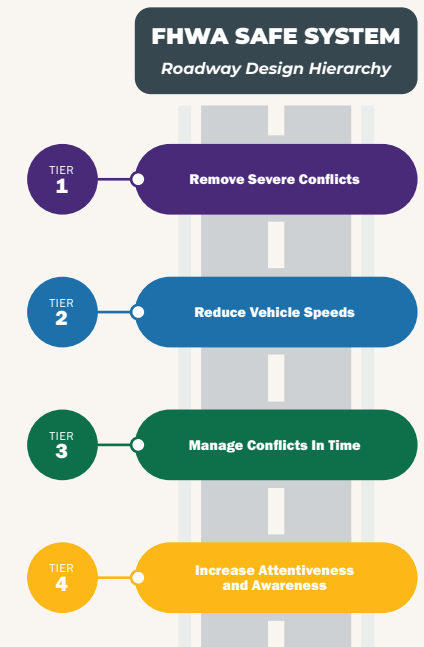 FHWA SAFE SYSTEM
Roadway Design Hierarchy
TIER
1
Remove Severe Conflicts
TIER
2
Reduce Vehicle Speeds
TIER
3
Manage Conflicts In Time
TIER
4
Increase Attentiveness
and Awareness